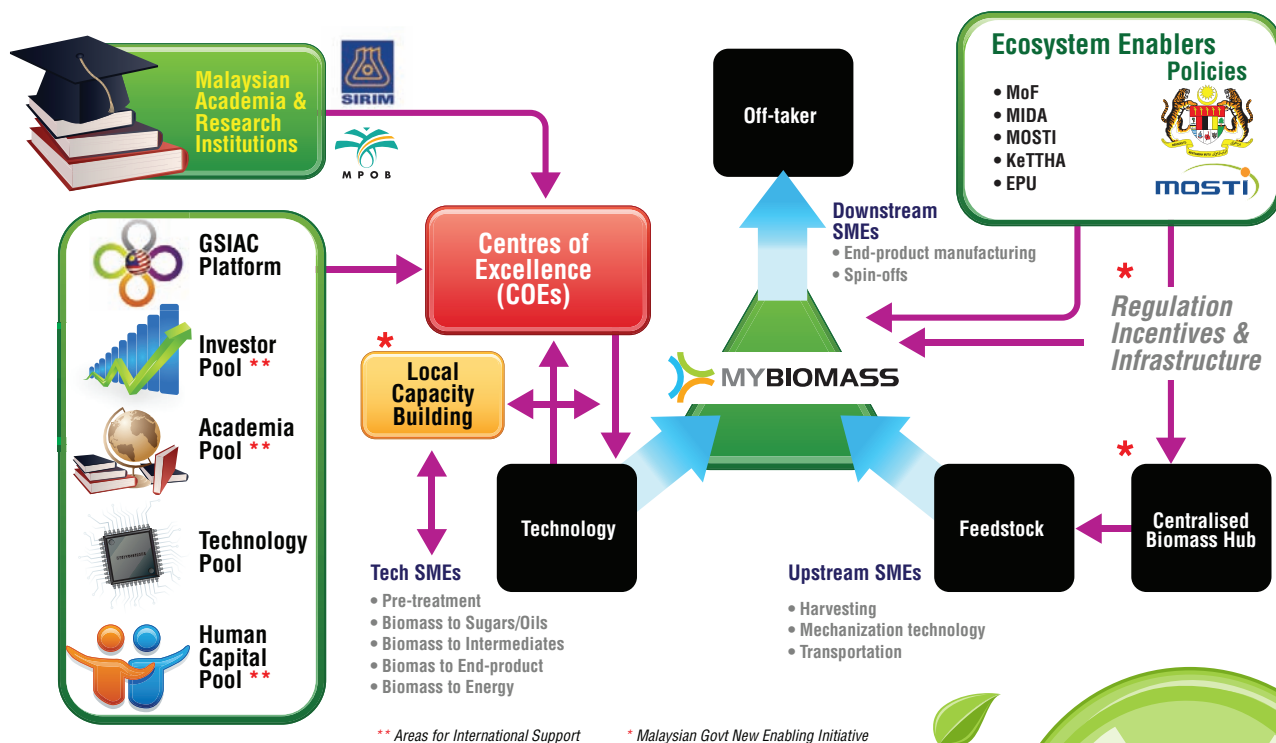 Malaysian
Academia &
Research
Institutions
SIRIM
MPOB
GSIAC
Platform
Investor
Pool **
Academia
Pool **
Technology
Pool
Human
Capital
Pool **
Centres of
Excellence
(COEs)
*
Local
Capacity
Building
Technology
Tech SMEs
• Pre-treatment
• Biomass to Sugars/Oils
• Biomass to Intermediates
• Biomas to End-product
• Biomass to Energy
Off-taker
Downstream
SMEs
• End-product manufacturing
• Spin-offs
MYBIOMASS
Feedstock
Upstream SMEs
• Harvesting
• Mechanization technology
• Transportation
Ecosystem Enablers
Policies
• MoF
• MIDA
• MOSTI
• KeTTHA
• EPU
MOSTI
*
Regulation
Incentives &
Infrastructure
*
Centralised
Biomass Hub
** Areas for International Support
* Malaysian Govt New Enabling Initiative